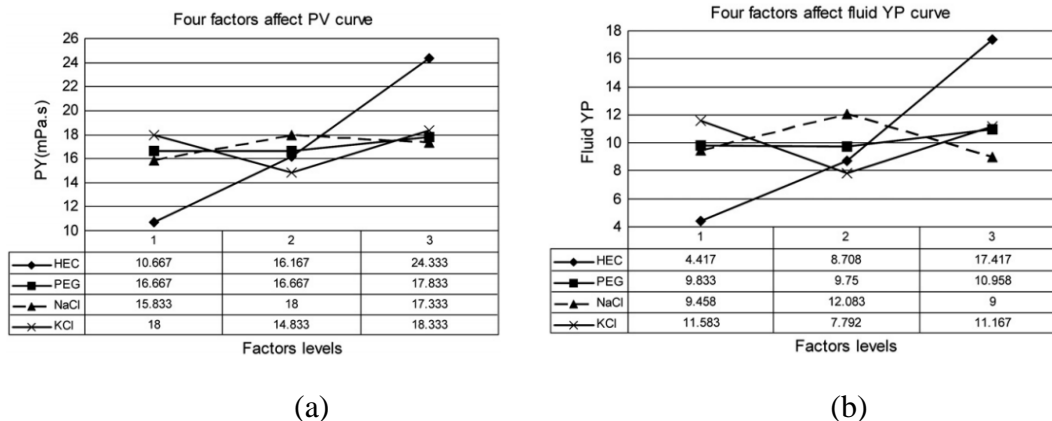 Four factors affect PV curve
PY(mPa.s)
26
24
22
20
18
16
14
12
10
1 2 3
HEC 10.667 16.167 24.333
PEG 16.667 16.667 17.833
NaCl 15.833 18 17.333
KCl 18 14.833 18.333
Factors levels
(a)
Four factors affect fluid YP curve
Fluid YP
18
16
14
12
10
8
6
4
1 2 3
HEC 4.417 8.708 17.417
PEG 9.833 9.75 10.958
NaCl 9.458 12.083 9
KCl 11.583 7.792 11.167
Factors levels
(b)